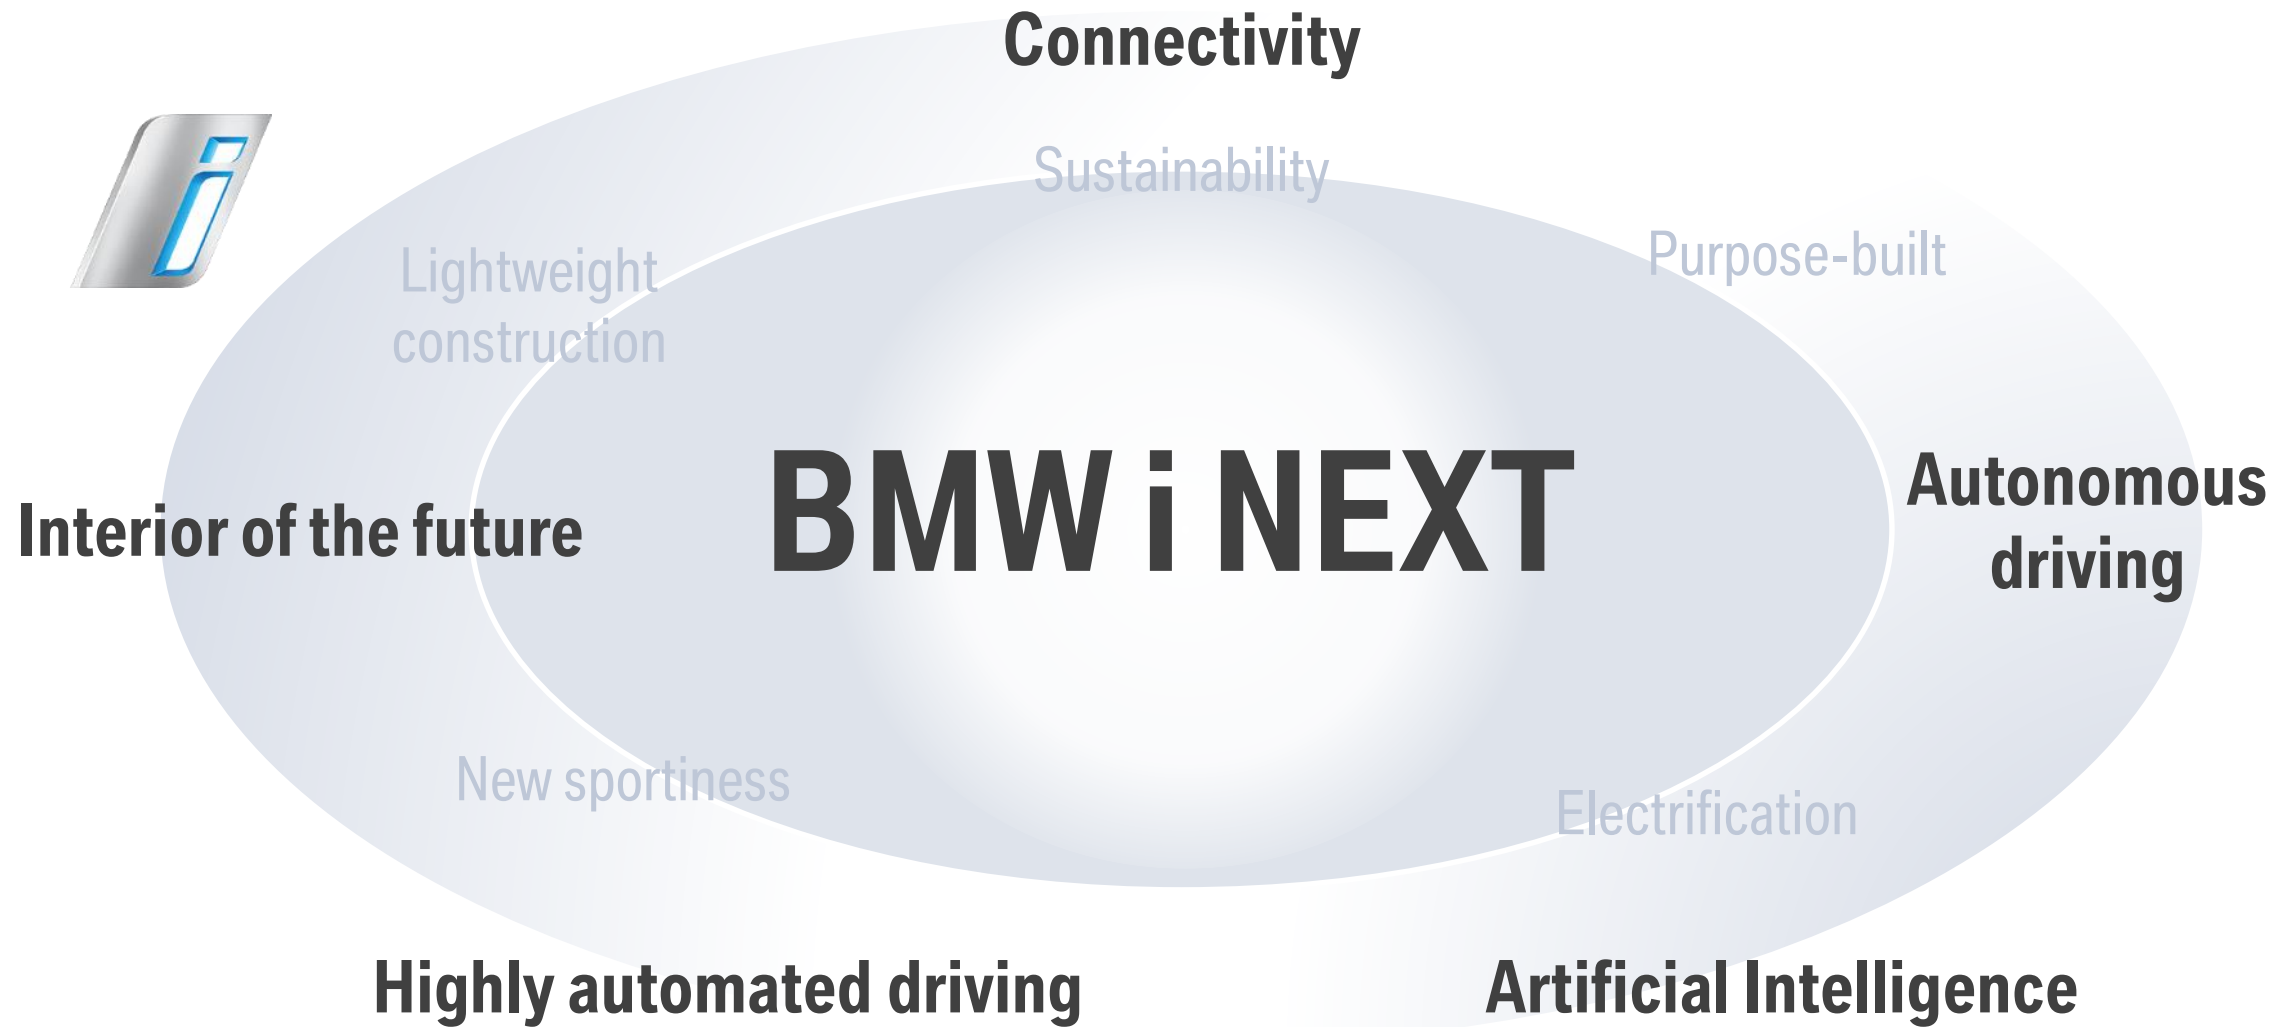 Connectivity
i
Sustainability
Purpose-built
Lightweight
construction
BMW i NEXT
Autonomous
driving
Interior of the future
New sportiness
Electrification
Highly automated driving
Artificial Intelligence